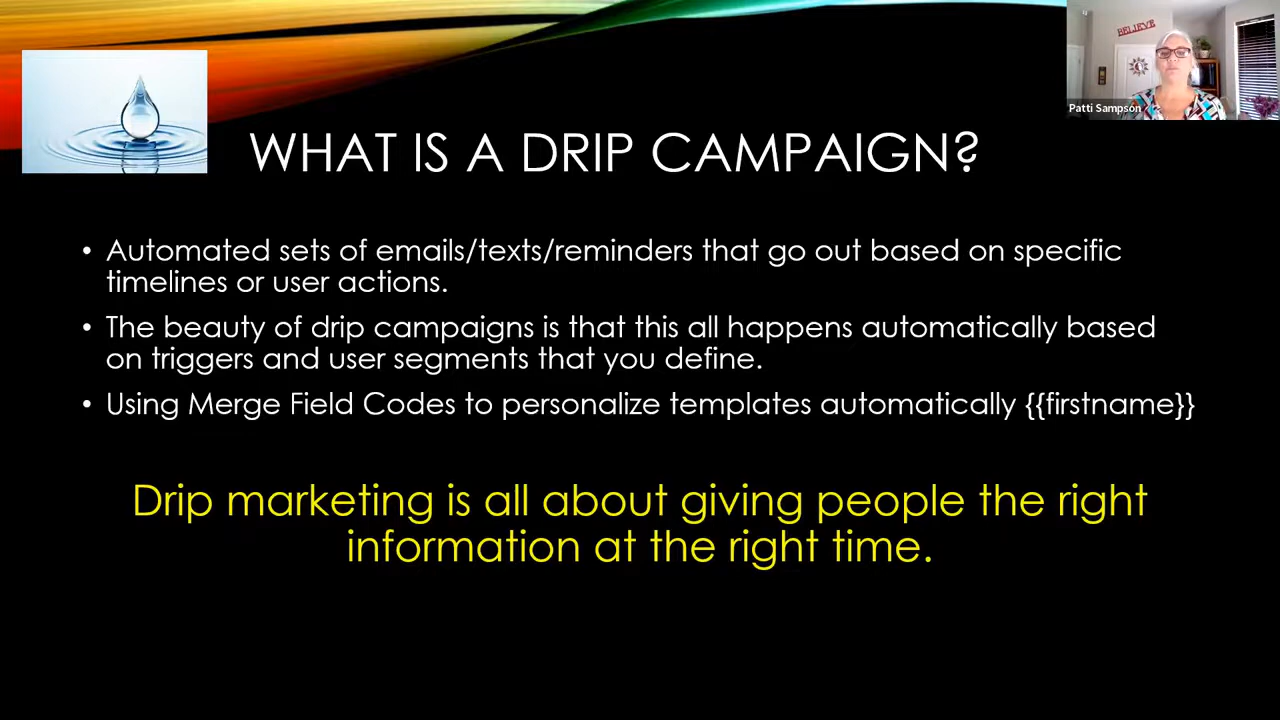 BELIEVE
Patti Sampson
WHAT IS A DRIP CAMPAIGN?
• Automated sets of emails/texts/reminders that go out based on specific
timelines or user actions.
• The beauty of drip campaigns is that this all happens automatically based
on triggers and user segments that you define.
• Using Merge Field Codes to personalize templates automatically {{firstname}}
Drip marketing is all about giving people the right
information at the right time.